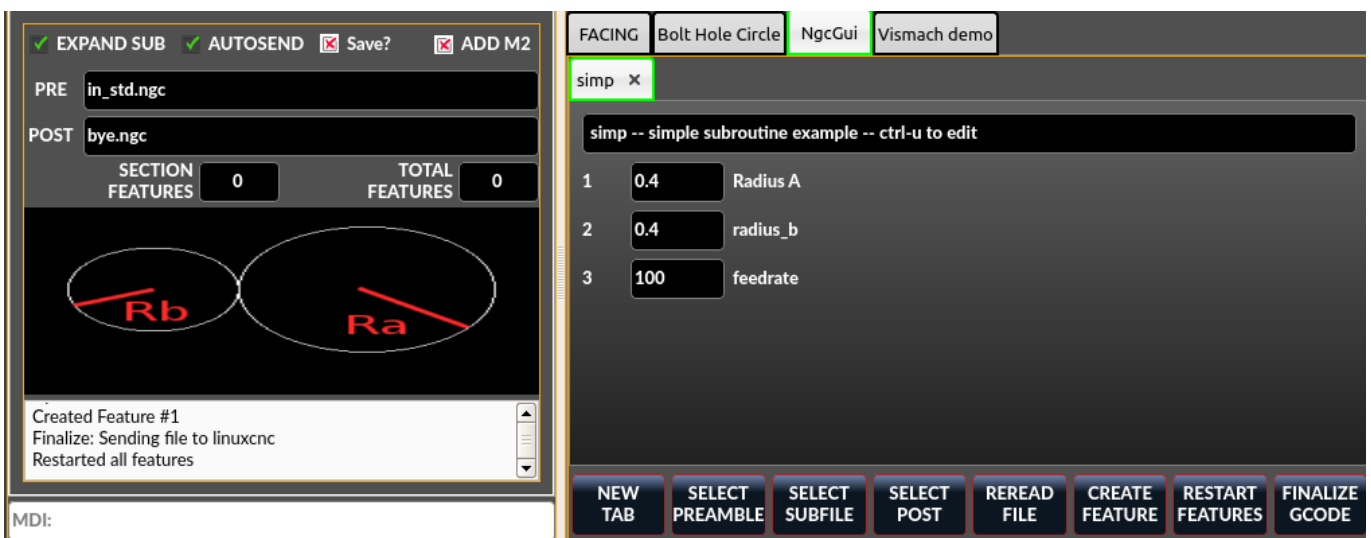 EXPAND SUB AUTOSEND Save? ADD M2
PRE in_std.ngc
POST bye.ngc
SECTION FEATURES 0 TOTAL FEATURES 0
Rb
Ra
Created Feature #1
Finalize: Sending file to linuxcnc
Restarted all features
MDI:
FACING Bolt Hole Circle NgcGui Vismach demo
simp
simp -- simple subroutine example -- ctrl-u to edit
1 0.4 Radius A
2 0.4 radius_b
3 100 feedrate
NEW TAB
SELECT PREAMBLE
SELECT SUBFILE
SELECT POST
REREAD FILE
CREATE FEATURE
RESTART FEATURES
FINALIZE GCODE